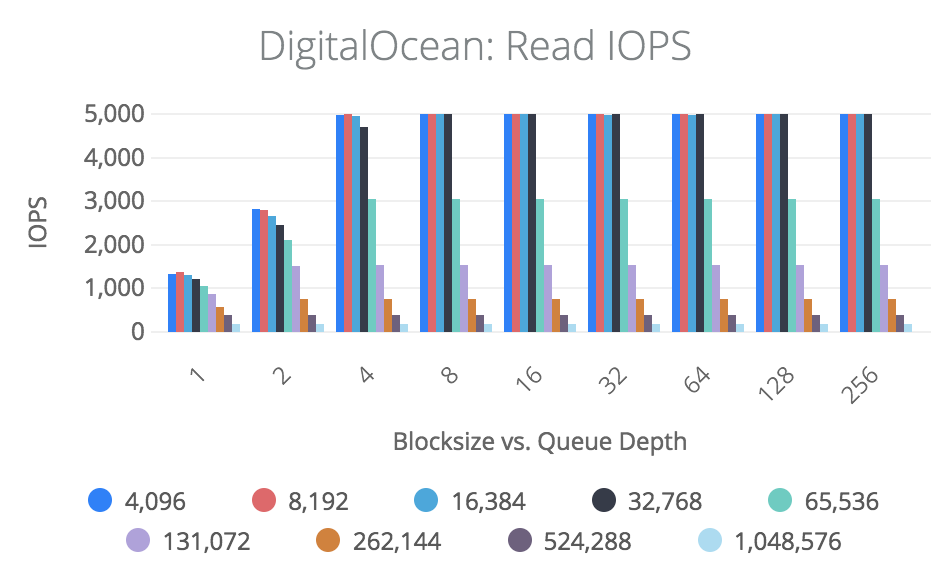 DigitalOcean: Read IOPS
5,000
4,000
3,000
2,000
1,000
0
IOPS
1 2 4 8 16 32 64 128 256
Blocksize vs. Queue Depth
4,096 8,192 16,384 32,768 65,536
131,072 262,144 524,288 1,048,576